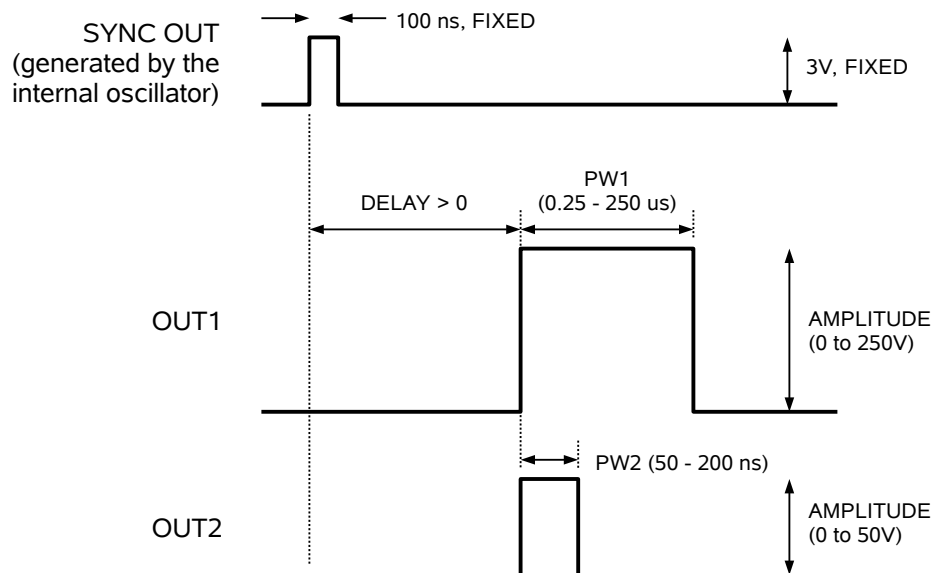 100 ns, FIXED
SYNC OUT
(generated by the
internal oscillator)
3V, FIXED
PW1
(0.25 - 250 us)
DELAY > 0
OUT1
AMPLITUDE
(0 to 250V)
PW2 (50 - 200 ns)
OUT2
AMPLITUDE
(0 to 50V)